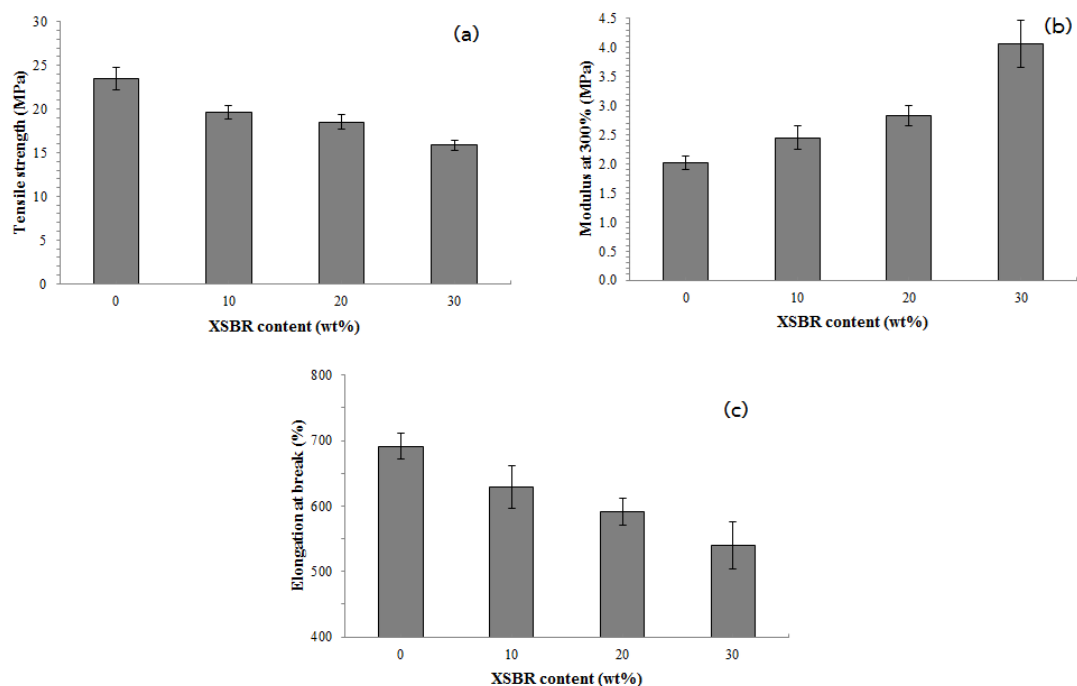 (a)
Tensile strength (MPa)
30
25
20
15
10
5
0
0 10 20 30
XSBR content (wt%)
(b)
Modulus at 300% (MPa)
4.5
4.0
3.5
3.0
2.5
2.0
1.5
1.0
0.5
0.0
0 10 20 30
XSBR content (wt%)
(c)
Elongation at break (%)
800
700
600
500
400
0 10 20 30
XSBR content (wt%)